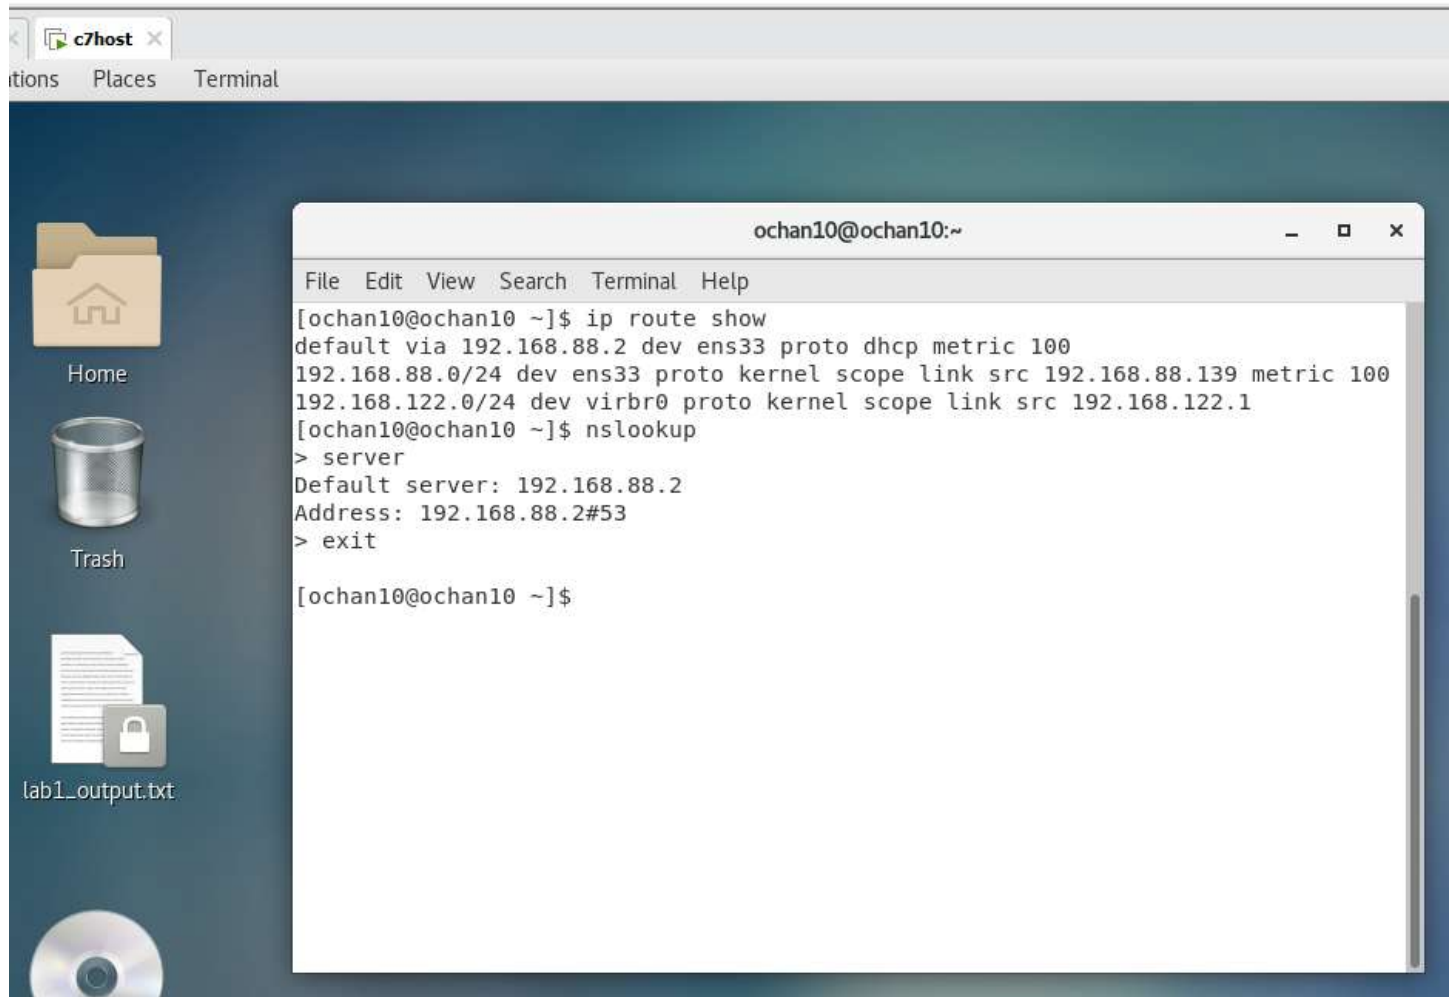 c7host
ations Places Terminal
ochan10@ochan10:~
File Edit View Search Terminal Help
[ochan10@ochan10 ~]$ ip route show
default via 192.168.88.2 dev ens33 proto dhcp metric 100
192.168.88.0/24 dev ens33 proto kernel scope link src 192.168.88.139 metric 100
192.168.122.0/24 dev virbr0 proto kernel scope link src 192.168.122.1
[ochan10@ochan10 ~]$ nslookup
> server
Default server: 192.168.88.2
Address: 192.168.88.2#53
> exit
[ochan10@ochan10 ~]$
Home
Trash
lab1_output.txt